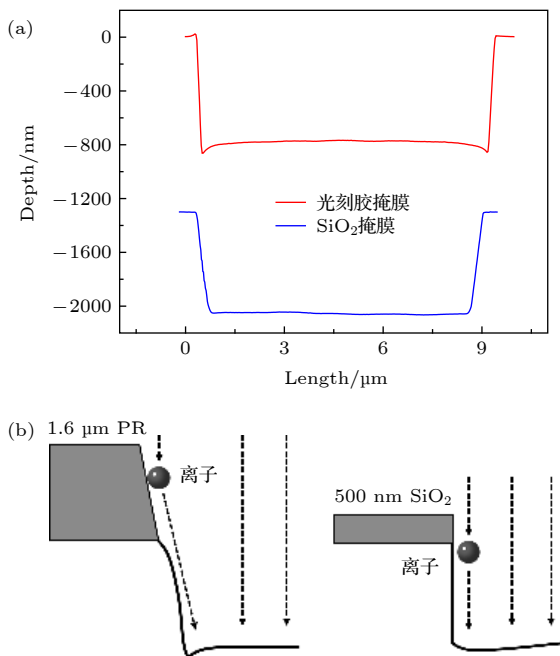 (a)
0
−400
−800
−1200
−1600
−2000
Depth/nm
光刻胶掩膜
SiO₂掩膜
0
3
6
9
Length/μm
(b)
1.6 μm PR
离子
500 nm SiO₂
离子